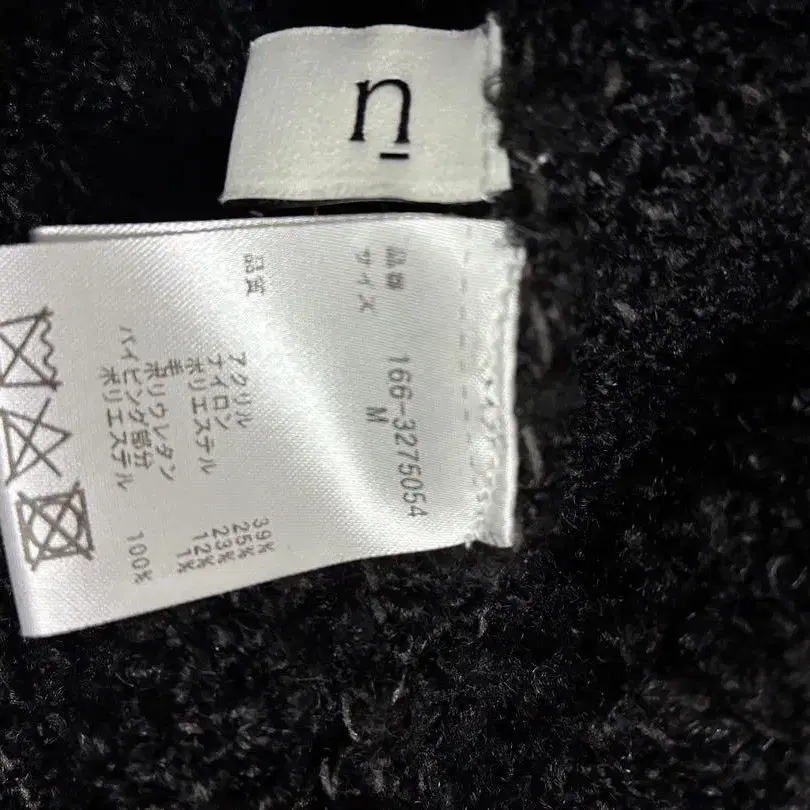 n
品番 166-3275054
サイズ M
品質
アクリル 39%
ナイロン 25%
ポリエステル 23%
毛 12%
ポリウレタン 1%
パイピング部分
ポリエステル 100%